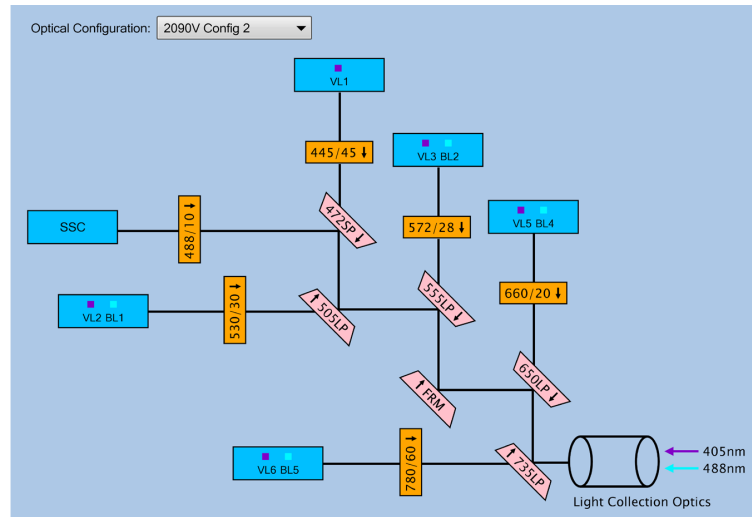 Optical Configuration: 2090V Config 2
VL1
445/45
VL3 BL2
472SP
572/28
VL5 BL4
SSC
488/10
660/20
VL2 BL1
530/30
505LP
555LP
FRM
650LP
VL6 BL5
780/60
735LP
405nm
488nm
Light Collection Optics